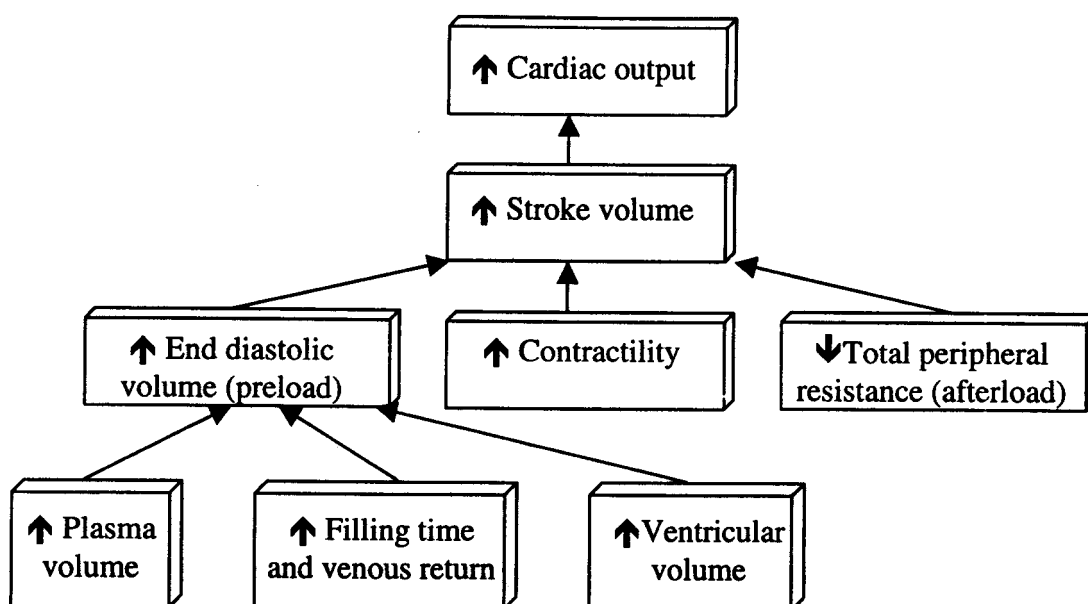 ↑ Cardiac output
↑ Stroke volume
↑ End diastolic
volume (preload)
↑ Contractility
↓Total peripheral
resistance (afterload)
↑ Plasma
volume
↑ Filling time
and venous return
↑Ventricular
volume